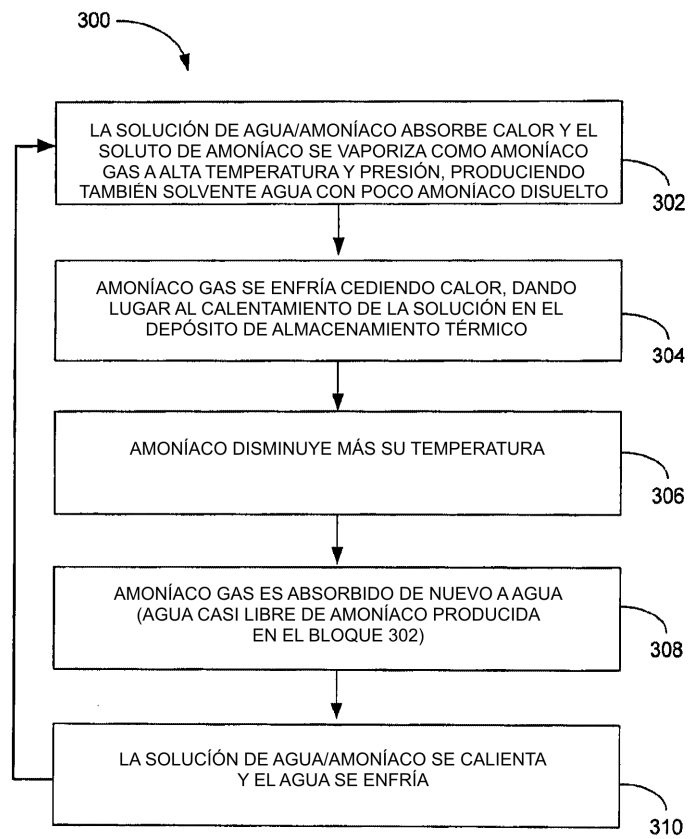 300
LA SOLUCIÓN DE AGUA/AMONÍACO ABSORBE CALOR Y EL
SOLUTO DE AMONÍACO SE VAPORIZA COMO AMONÍACO
GAS A ALTA TEMPERATURA Y PRESIÓN, PRODUCIENDO
TAMBIÉN SOLVENTE AGUA CON POCO AMONÍACO DISUELTO
302
AMONÍACO GAS SE ENFRÍA CEDIENDO CALOR, DANDO
LUGAR AL CALENTAMIENTO DE LA SOLUCIÓN EN EL
DEPÓSITO DE ALMACENAMIENTO TÉRMICO
304
AMONÍACO DISMINUYE MÁS SU TEMPERATURA
306
AMONÍACO GAS ES ABSORBIDO DE NUEVO A AGUA
(AGUA CASI LIBRE DE AMONÍACO PRODUCIDA
EN EL BLOQUE 302)
308
LA SOLUCÍÓN DE AGUA/AMONÍACO SE CALIENTA
Y EL AGUA SE ENFRÍA
310